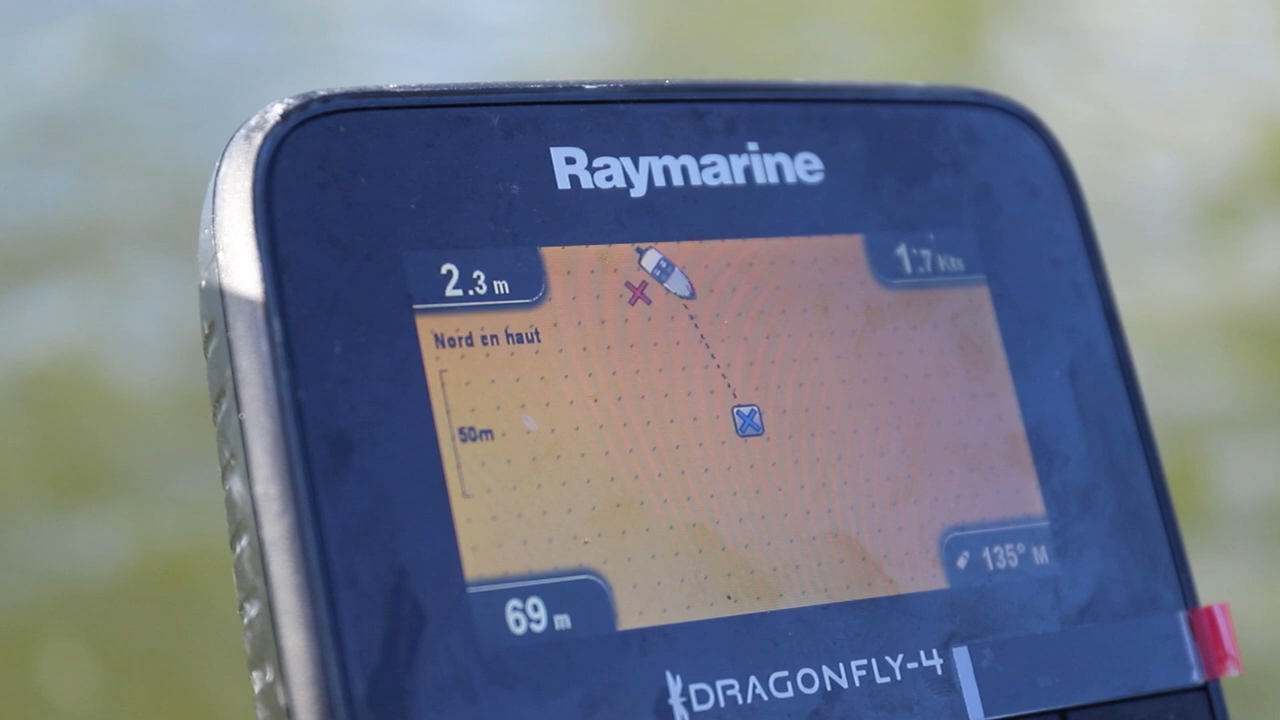 Raymarine
2.3 m
1.7 Kts
Nord en haut
50m
135° M
69 m
DRAGONFLY-4